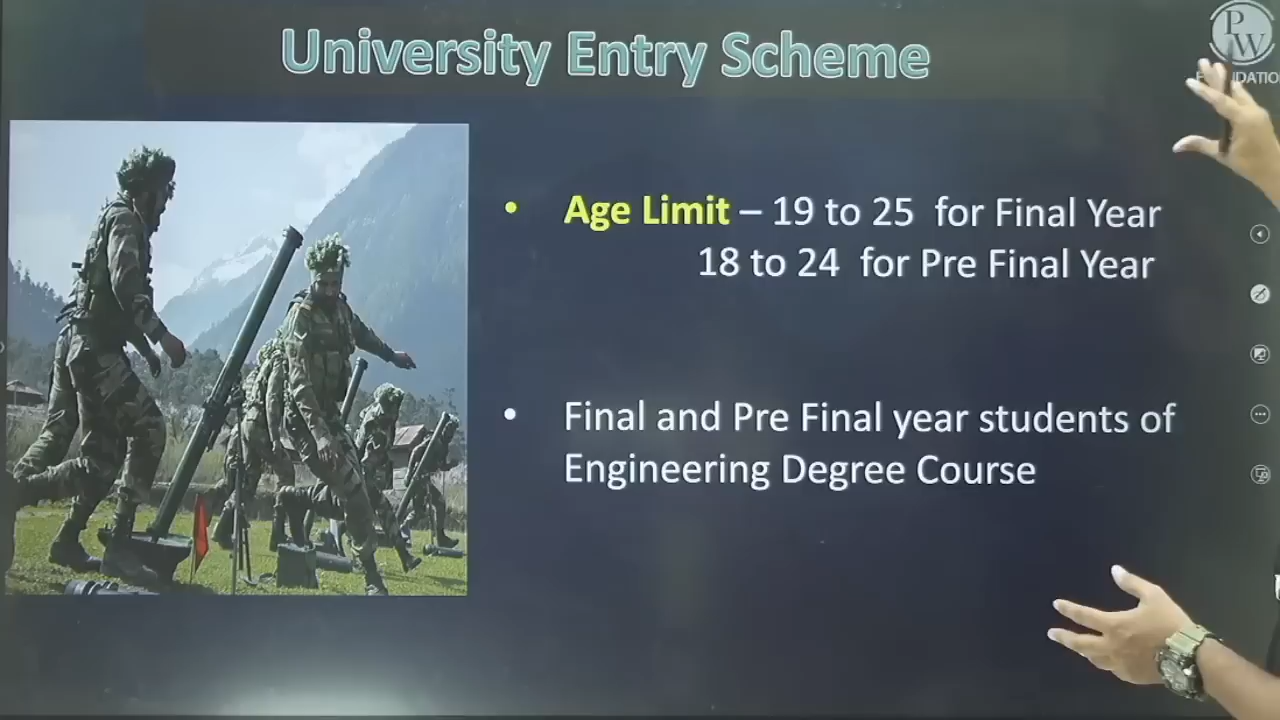 University Entry Scheme
PW
• Age Limit – 19 to 25 for Final Year
18 to 24 for Pre Final Year
• Final and Pre Final year students of
Engineering Degree Course